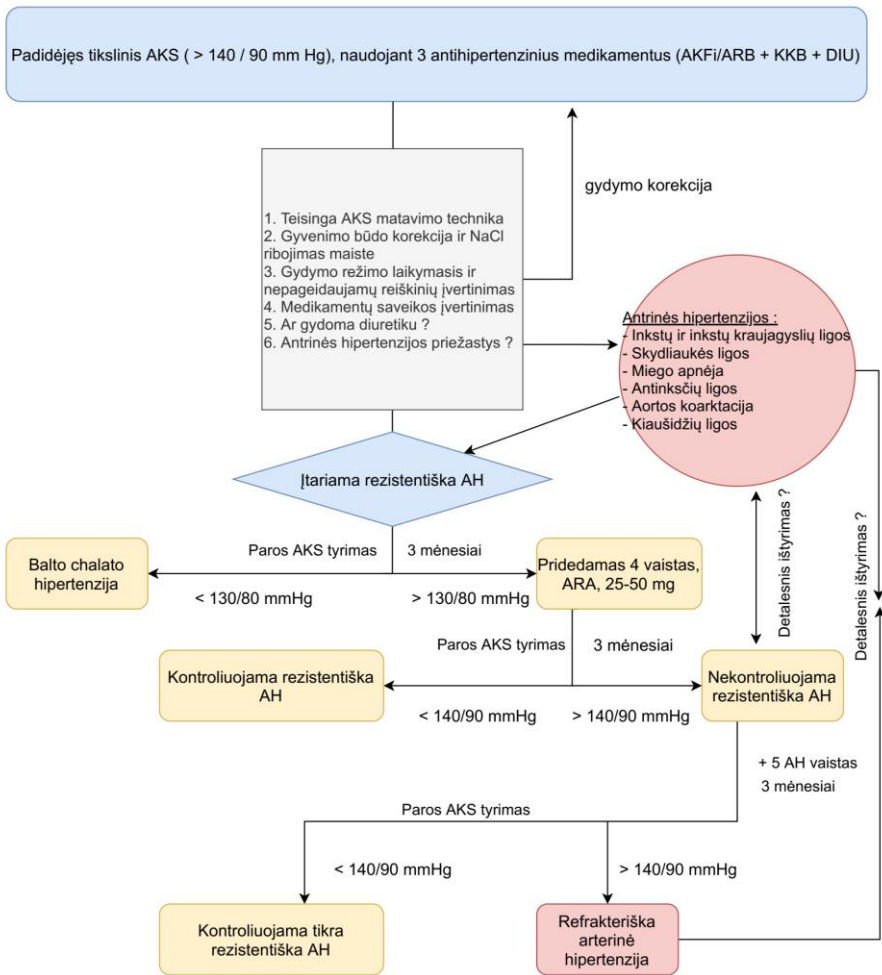 Padidėjęs tikslinis AKS ( > 140 / 90 mm Hg), naudojant 3 antihipertenzinius medikamentus (AKFi/ARB + KKB + DIU)
gydymo korekcija
1. Teisinga AKS matavimo technika
2. Gyvenimo būdo korekcija ir NaCl
ribojimas maiste
3. Gydymo režimo laikymasis ir
nepageidaujamų reiškinių įvertinimas
4. Medikamentų saveikos įvertinimas
5. Ar gydoma diuretiku ?
6. Antrinės hipertenzijos priežastys ?
Antrinės hipertenzijos :
- Inkstų ir inkstų kraujagyslių ligos
- Skydliaukės ligos
- Miego apnėja
- Antinksčių ligos
- Aortos koarktacija
- Kiaušidžių ligos
Įtariama rezistentiška AH
Detalesnis ištyrimas ?
Detalesnis ištyrimas ?
Paros AKS tyrimas
3 mėnesiai
Balto chalato
hipertenzija
< 130/80 mmHg
> 130/80 mmHg
Pridedamas 4 vaistas,
ARA, 25-50 mg
Paros AKS tyrimas
3 mėnesiai
Kontroliuojama rezistentiška
AH
< 140/90 mmHg
> 140/90 mmHg
Nekontroliuojama
rezistentiška AH
+ 5 AH vaistas
3 mėnesiai
Paros AKS tyrimas
< 140/90 mmHg
> 140/90 mmHg
Kontroliuojama tikra
rezistentiška AH
Refrakteriška
arterinė
hipertenzija